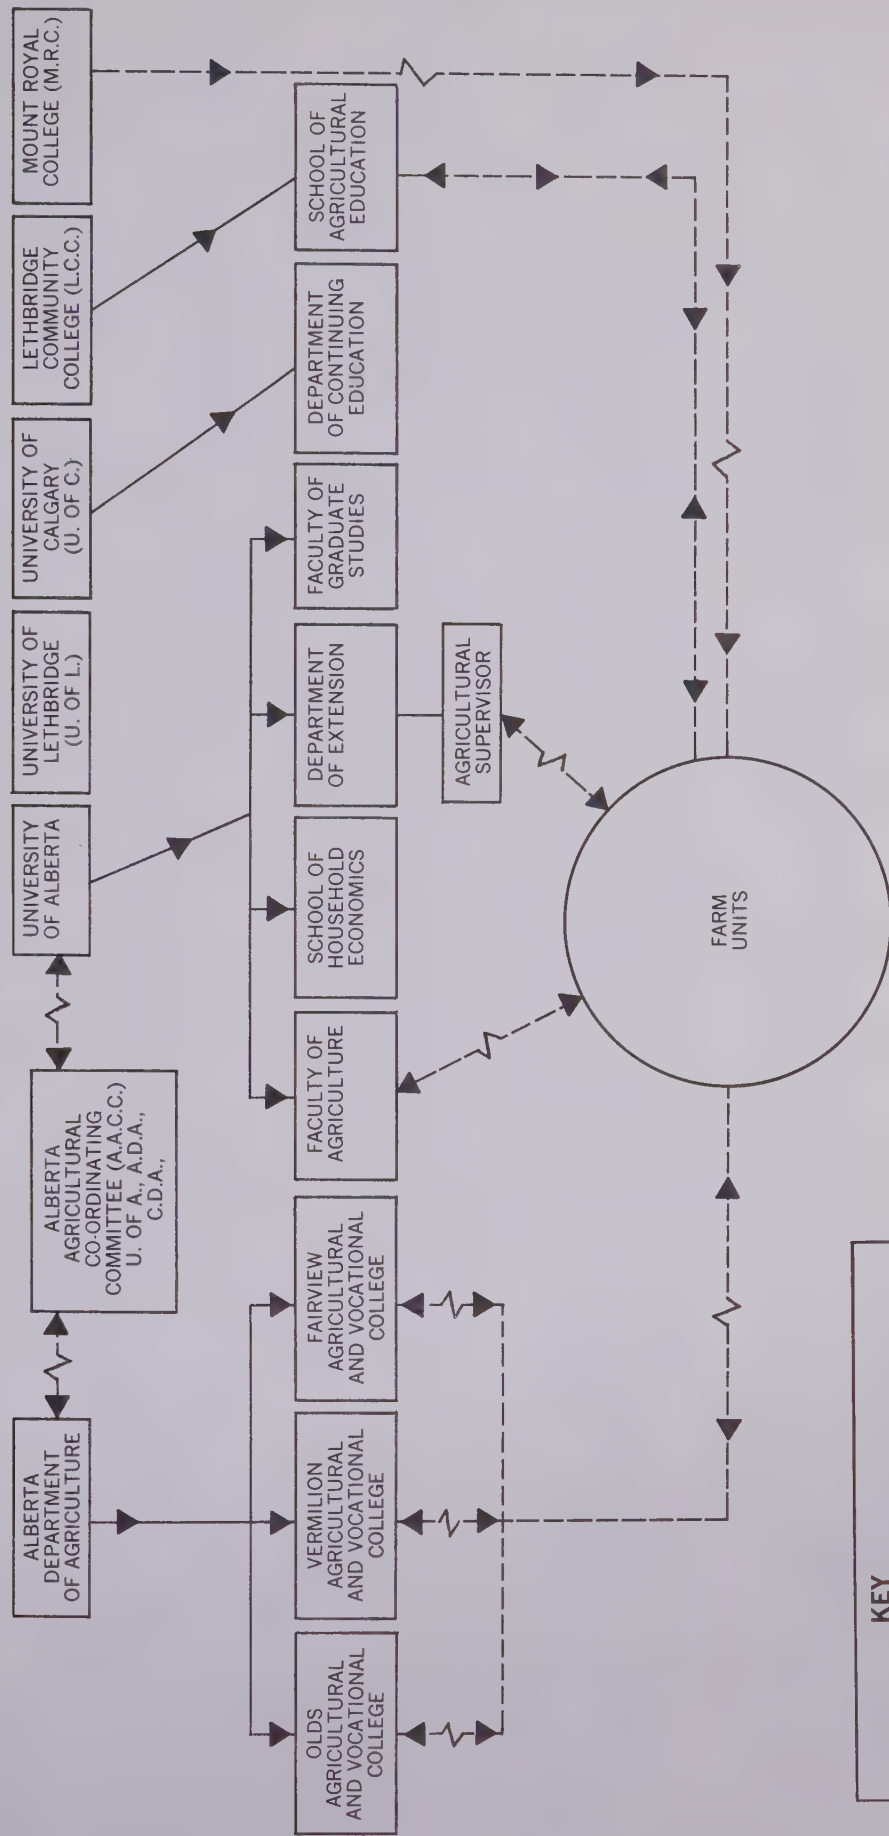 ALBERTA
DEPARTMENT
OF AGRICULTURE
ALBERTA
AGRICULTURAL
CO-ORDINATING
COMMITTEE (A.A.C.C.)
U. OF A., A.D.A.,
C.D.A.,
UNIVERSITY
OF ALBERTA
UNIVERSITY OF
LETHBRIDGE
(U. OF L.)
UNIVERSITY OF
CALGARY
(U. OF C.)
LETHBRIDGE
COMMUNITY
COLLEGE (L.C.C.)
MOUNT ROYAL
COLLEGE (M.R.C.)
OLDS
AGRICULTURAL
AND VOCATIONAL
COLLEGE
VERMILION
AGRICULTURAL
AND VOCATIONAL
COLLEGE
FAIRVIEW
AGRICULTURAL
AND VOCATIONAL
COLLEGE
FACULTY OF
AGRICULTURE
SCHOOL OF
HOUSEHOLD
ECONOMICS
DEPARTMENT
OF EXTENSION
FACULTY OF
GRADUATE
STUDIES
DEPARTMENT
OF CONTINUING
EDUCATION
SCHOOL OF
AGRICULTURAL
EDUCATION
AGRICULTURAL
SUPERVISOR
FARM
UNITS
KEY